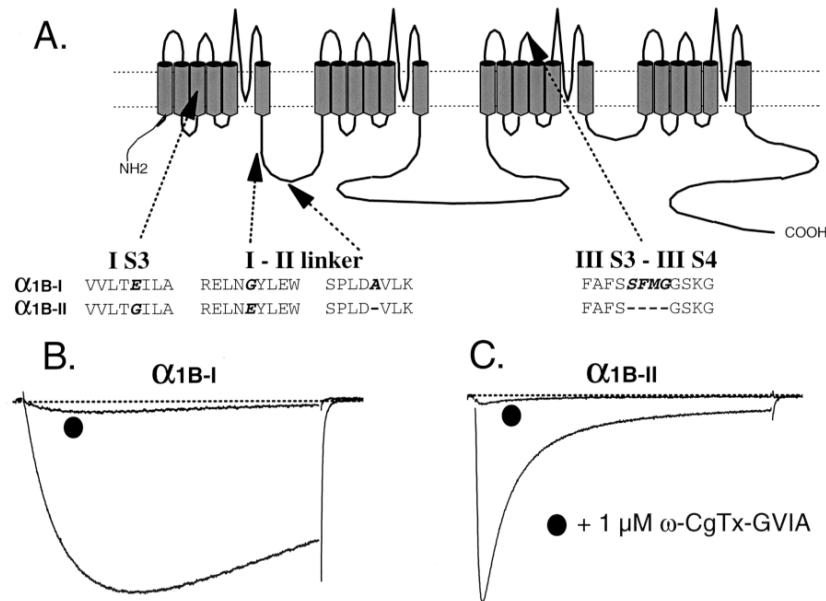 A.
NH2
COOH
I S3 I - II linker III S3 - III S4
α1B-I VVLTEILA RELNGYLEW SPLDAVLK FAFSSFMGGSKG
α1B-II VVLTGILA RELNEYLEW SPLD-VLK FAFS----GSKG
B. C.
α1B-I α1B-II
+ 1 µM ω-CgTx-GVIA